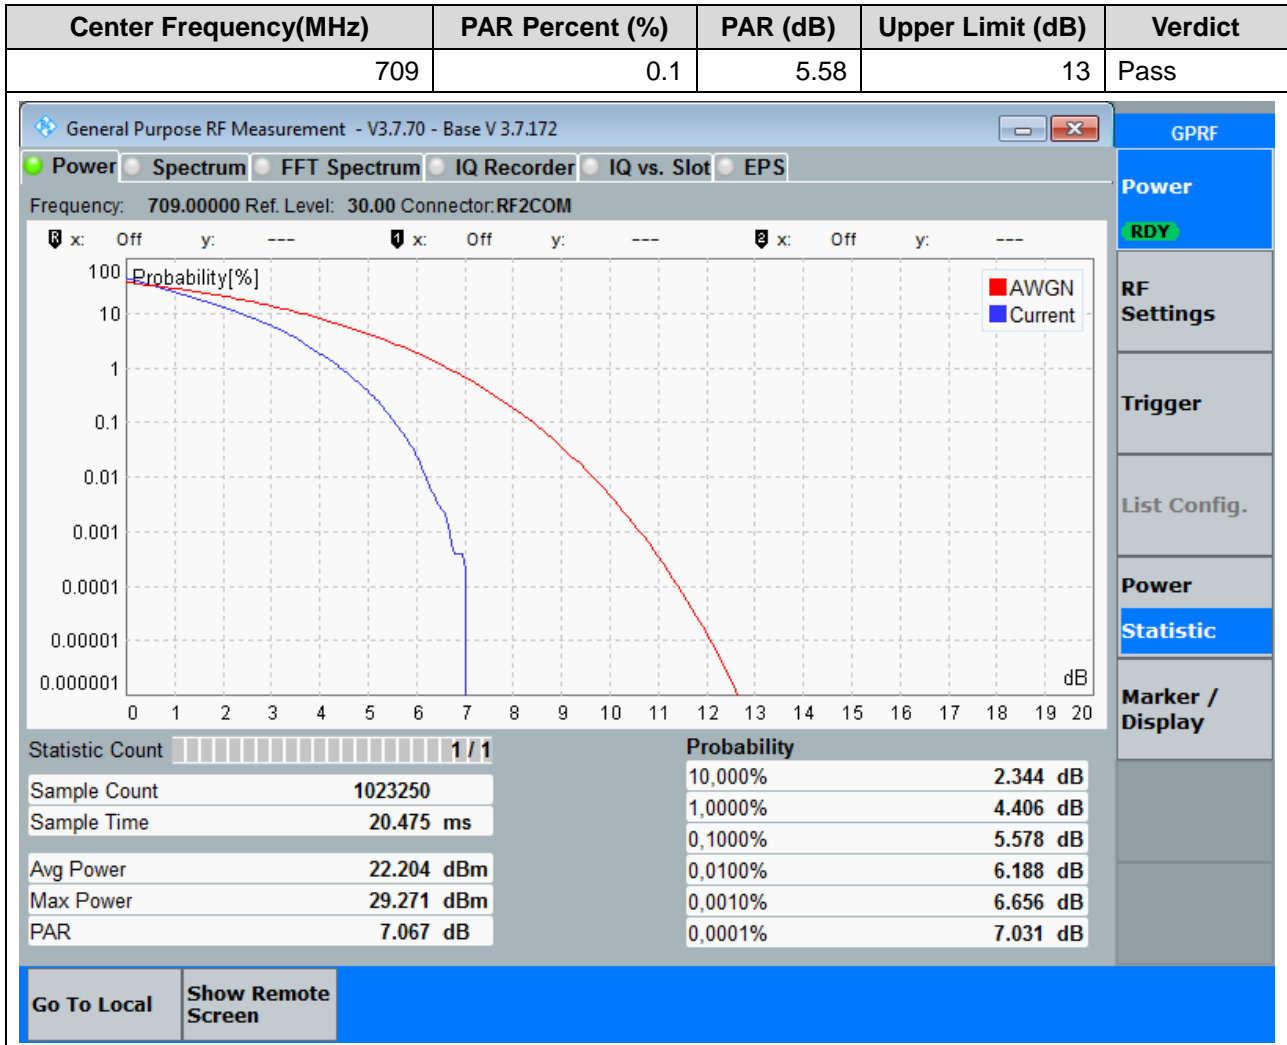 Center Frequency(MHz) PAR Percent (%) PAR (dB) Upper Limit (dB) Verdict
709 0.1 5.58 13 Pass
General Purpose RF Measurement - V3.7.70 - Base V 3.7.172
GPRF
Power Spectrum FFT Spectrum IQ Recorder IQ vs. Slot EPS
Power
RDY
Frequency: 709.00000 Ref. Level: 30.00 Connector:RF2COM
R x: Off y: --- 1 x: Off y: --- 2 x: Off y: ---
Probability[%]
AWGN
Current
100
10
1
0.1
0.01
0.001
0.0001
0.00001
0.000001
dB
0 1 2 3 4 5 6 7 8 9 10 11 12 13 14 15 16 17 18 19 20
RF
Settings
Trigger
List Config.
Power
Statistic
Marker /
Display
Statistic Count 1 / 1
Sample Count 1023250
Sample Time 20.475 ms
Avg Power 22.204 dBm
Max Power 29.271 dBm
PAR 7.067 dB
Probability
10,000% 2.344 dB
1,0000% 4.406 dB
0,1000% 5.578 dB
0,0100% 6.188 dB
0,0010% 6.656 dB
0,0001% 7.031 dB
Go To Local
Show Remote
Screen